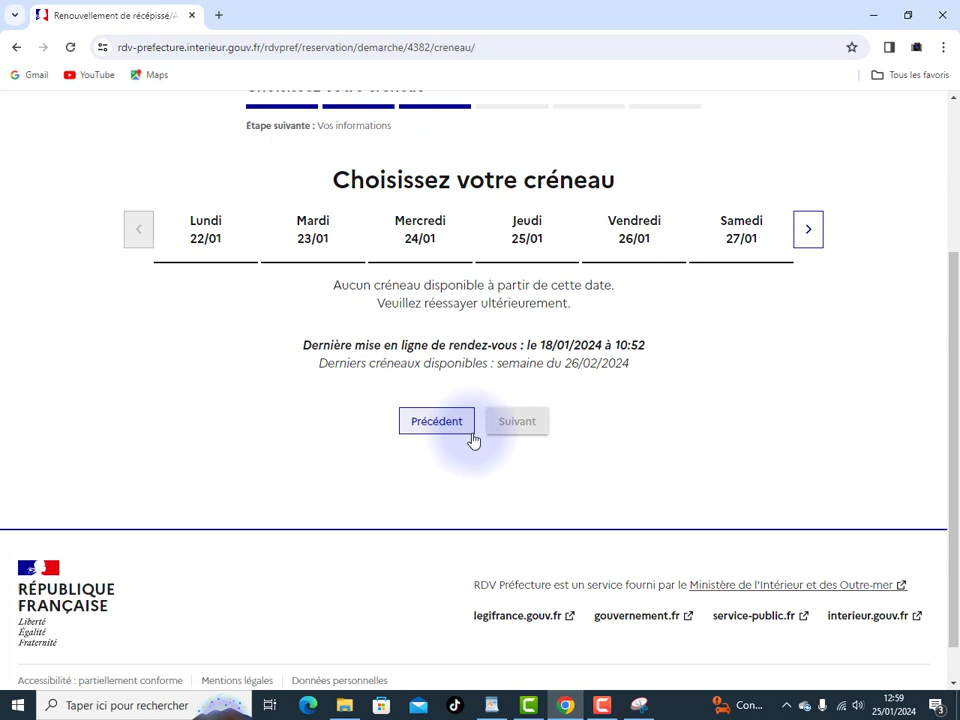 Renouvellement de récépissé/A
rdv-prefecture.interieur.gouv.fr/rdvpref/reservation/demarche/4382/creneau/
Gmail YouTube Maps Tous les favoris
Étape suivante : Vos informations
Choisissez votre créneau
Lundi Mardi Mercredi Jeudi Vendredi Samedi
22/01 23/01 24/01 25/01 26/01 27/01
Aucun créneau disponible à partir de cette date.
Veuillez réessayer ultérieurement.
Dernière mise en ligne de rendez-vous : le 18/01/2024 à 10:52
Derniers créneaux disponibles : semaine du 26/02/2024
Précédent Suivant
RÉPUBLIQUE
FRANÇAISE
Liberté
Égalité
Fraternité
RDV Préfecture est un service fourni par le Ministère de l'Intérieur et des Outre-mer
legifrance.gouv.fr gouvernement.fr service-public.fr interieur.gouv.fr
Accessibilité : partiellement conforme Mentions légales Données personnelles
Taper ici pour rechercher
Con...
12:59
25/01/2024
3